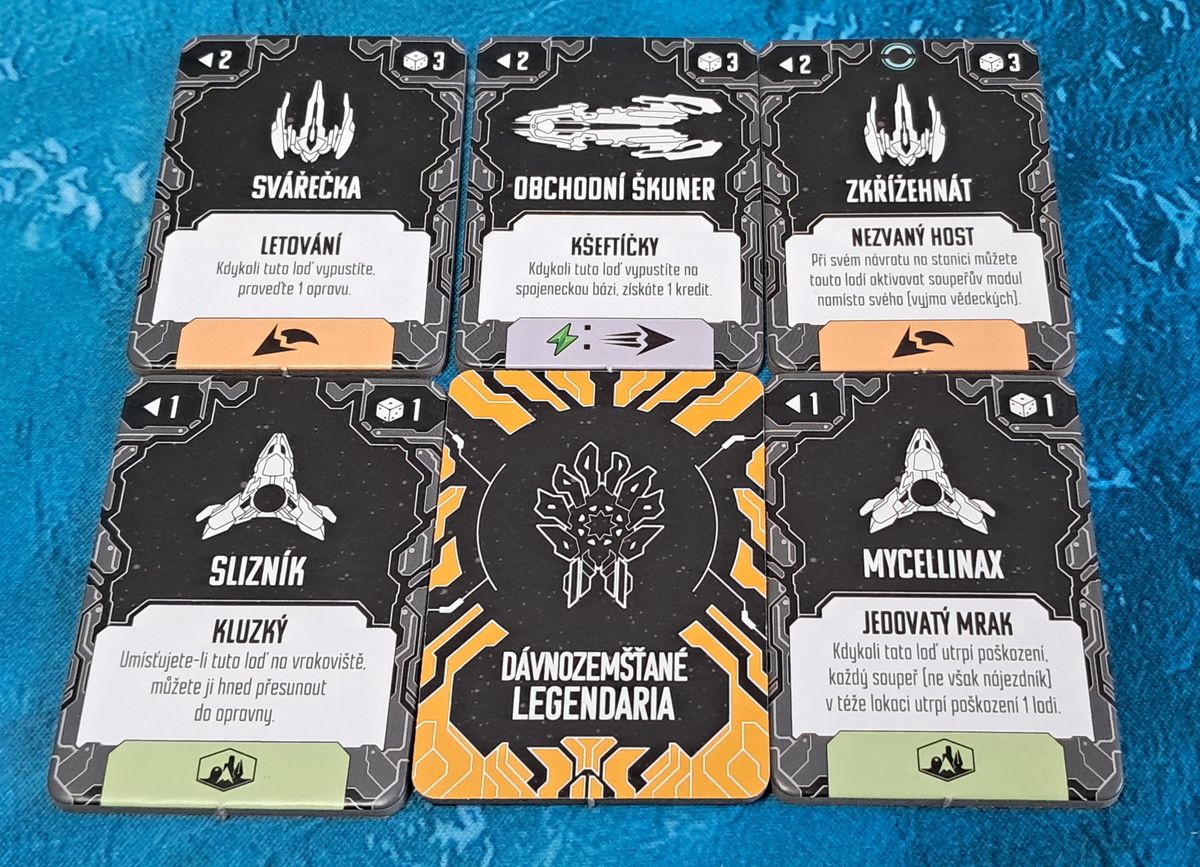 2
3
SVÁŘEČKA
LETOVÁNÍ
Kdykoli tuto loď vypustíte,
proveďte 1 opravu.
2
3
OBCHODNÍ ŠKUNER
KŠEFTÍČKY
Kdykoli tuto loď vypustíte na
spojeneckou bázi, získáte 1 kredit.
:
2
3
ZKŘÍŽEHNÁT
NEZVANÝ HOST
Při svém návratu na stanici můžete
touto lodí aktivovat soupeřův modul
namísto svého (vyjma vědeckých).
1
1
SLIZNÍK
KLUZKÝ
Umísťujete-li tuto loď na vrakoviště,
můžete ji hned přesunout
do opravny.
DÁVNOZEMŠŤANÉ
LEGENDARIA
1
1
MYCELLINAX
JEDOVATÝ MRAK
Kdykoli tato loď utrpí poškození,
každý soupeř (ne však nájezdník)
v téže lokaci utrpí poškození 1 lodi.